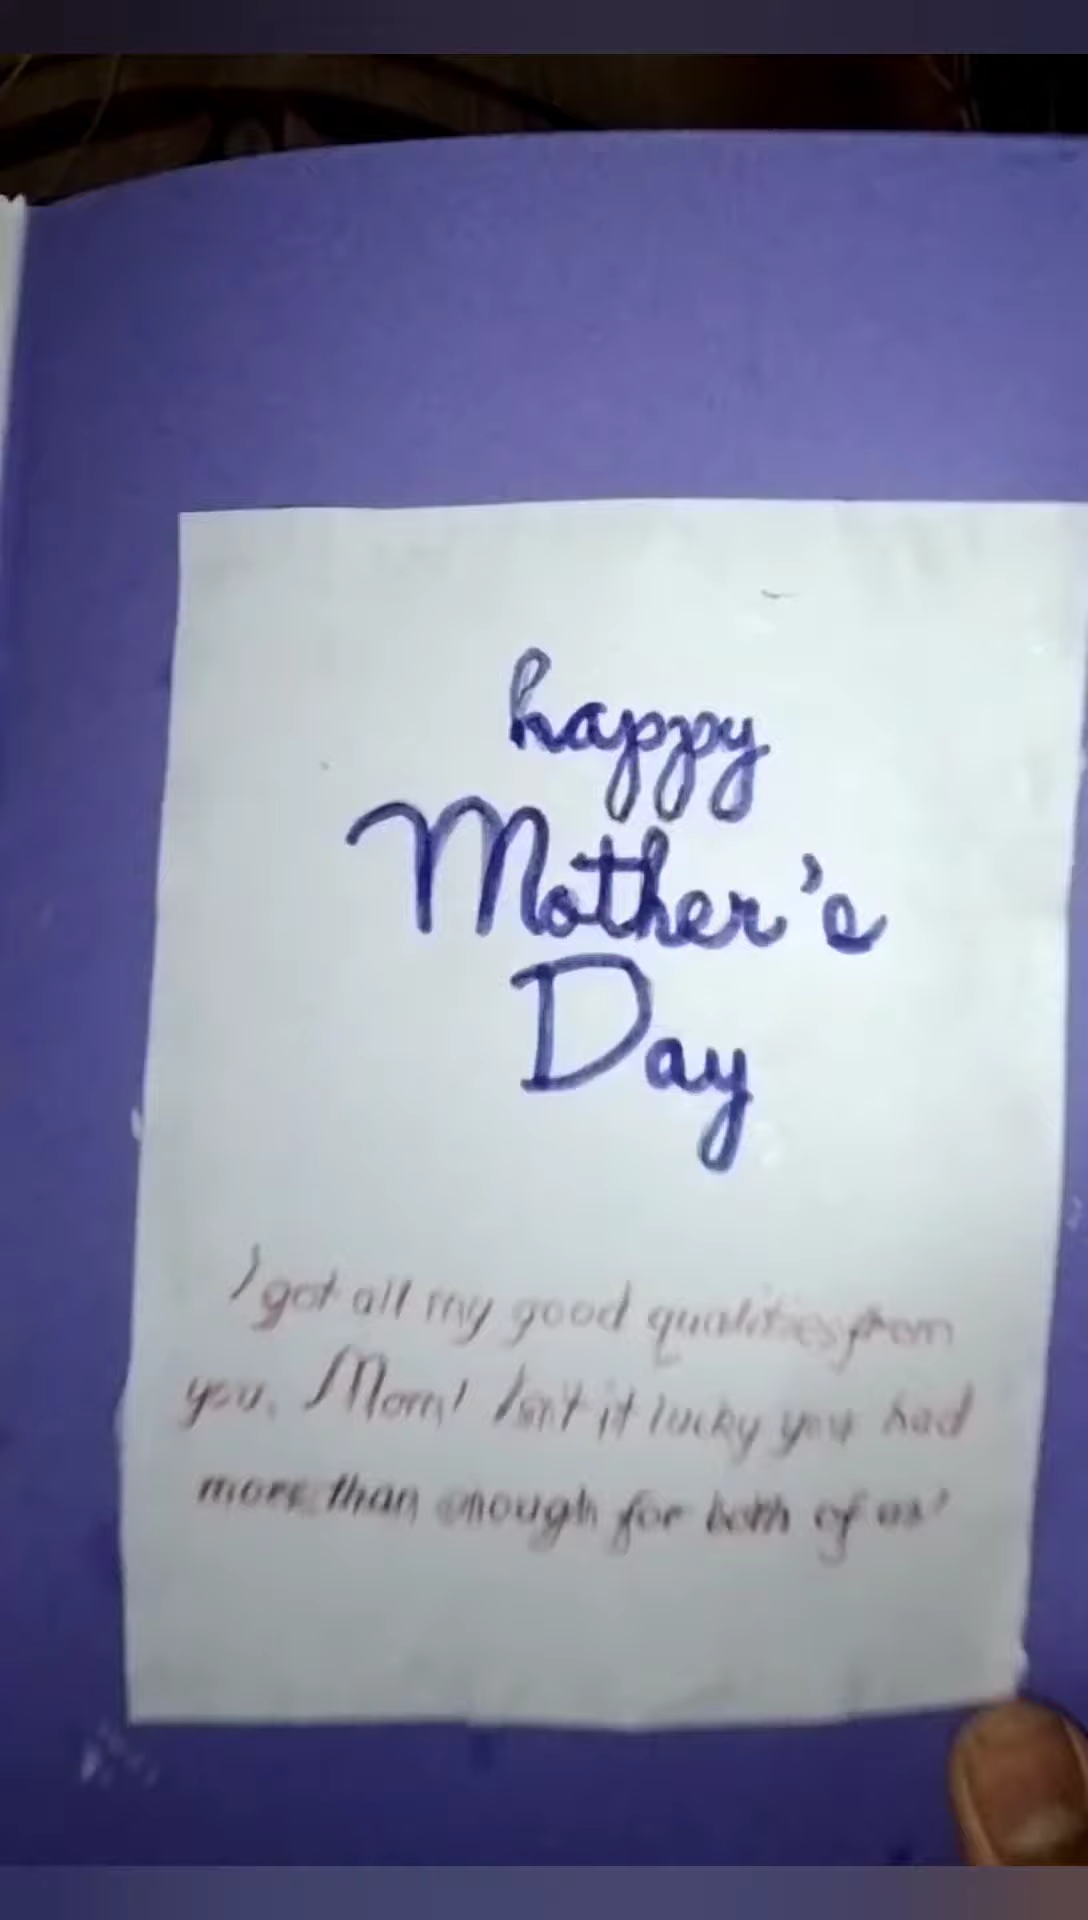 happy
Mother's
Day
I got all my good qualities from
you, Mom! Isn't it lucky you had
more than enough for both of us?